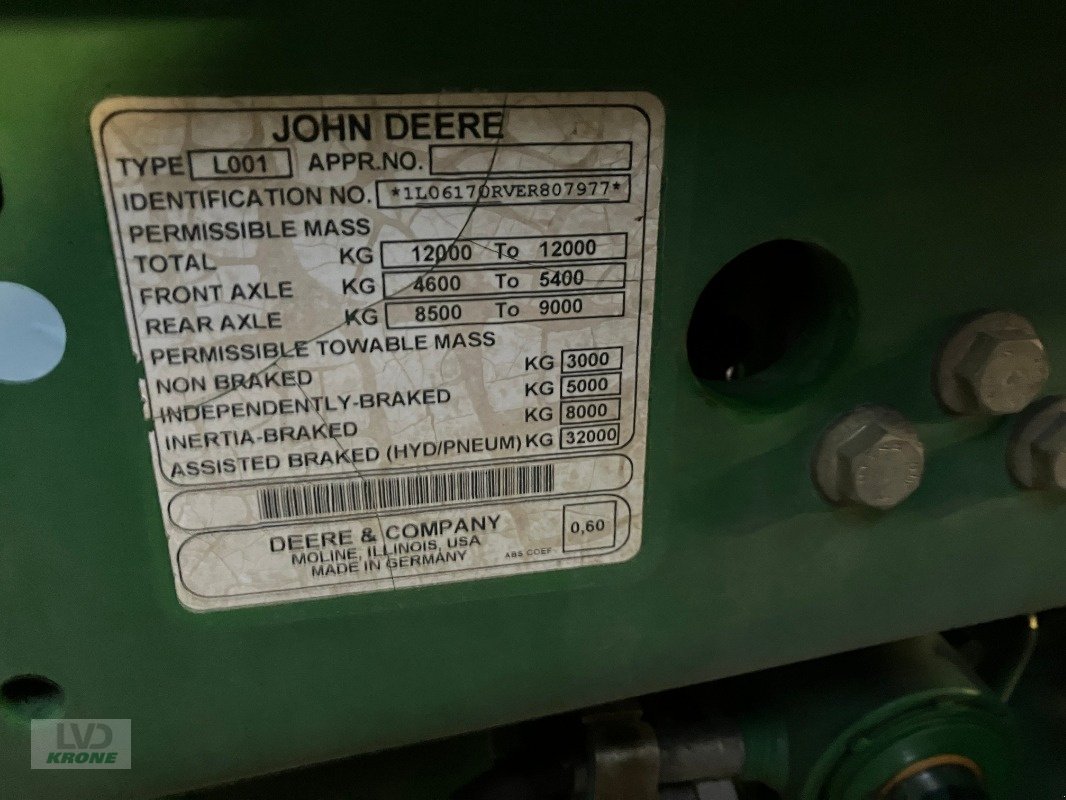 JOHN DEERE
TYPE L001 APPR.NO.
IDENTIFICATION NO. *1L06170RVER807977*
PERMISSIBLE MASS
TOTAL KG 12000 To 12000
FRONT AXLE KG 4600 To 5400
REAR AXLE KG 8500 To 9000
PERMISSIBLE TOWABLE MASS
NON BRAKED KG 3000
INDEPENDENTLY-BRAKED KG 5000
INERTIA-BRAKED KG 8000
ASSISTED BRAKED (HYD/PNEUM) KG 32000
DEERE & COMPANY
MOLINE, ILLINOIS, USA
MADE IN GERMANY
ABS COEF. 0,60
LVD
KRONE